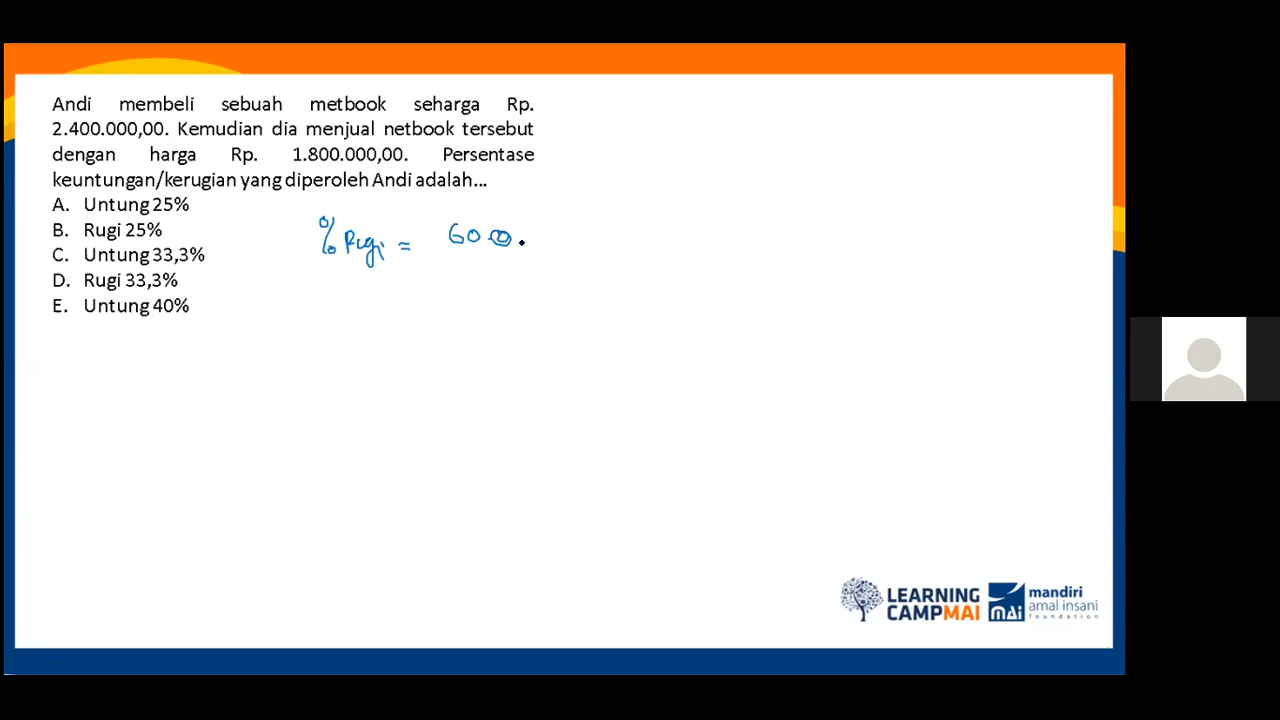 Andi membeli sebuah metbook seharga Rp.
2.400.000,00. Kemudian dia menjual netbook tersebut
dengan harga Rp. 1.800.000,00. Persentase
keuntungan/kerugian yang diperoleh Andi adalah...
A. Untung 25%
B. Rugi 25%
C. Untung 33,3%
D. Rugi 33,3%
E. Untung 40%
% Rugi = 600.
LEARNING
CAMPMAI
MAI
mandiri
amal insani
foundation